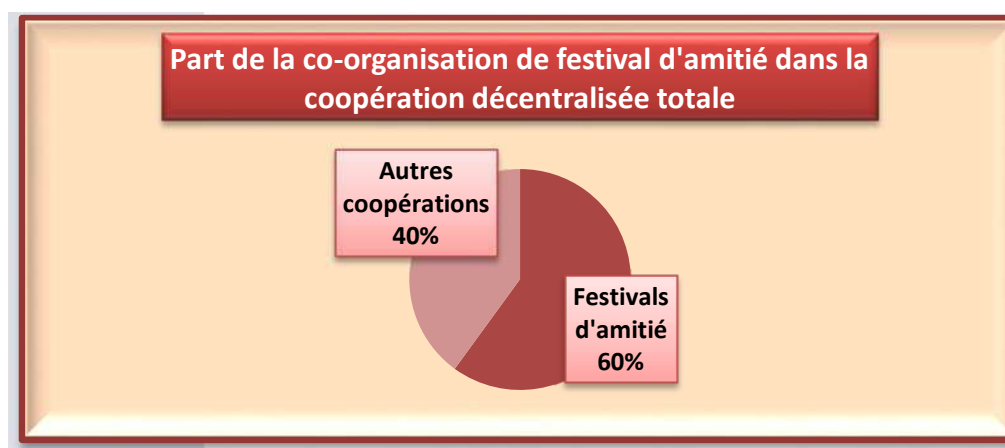 Part de la co-organisation de festival d'amitié dans la
coopération décentralisée totale
Autres
coopérations
40%
Festivals
d'amitié
60%